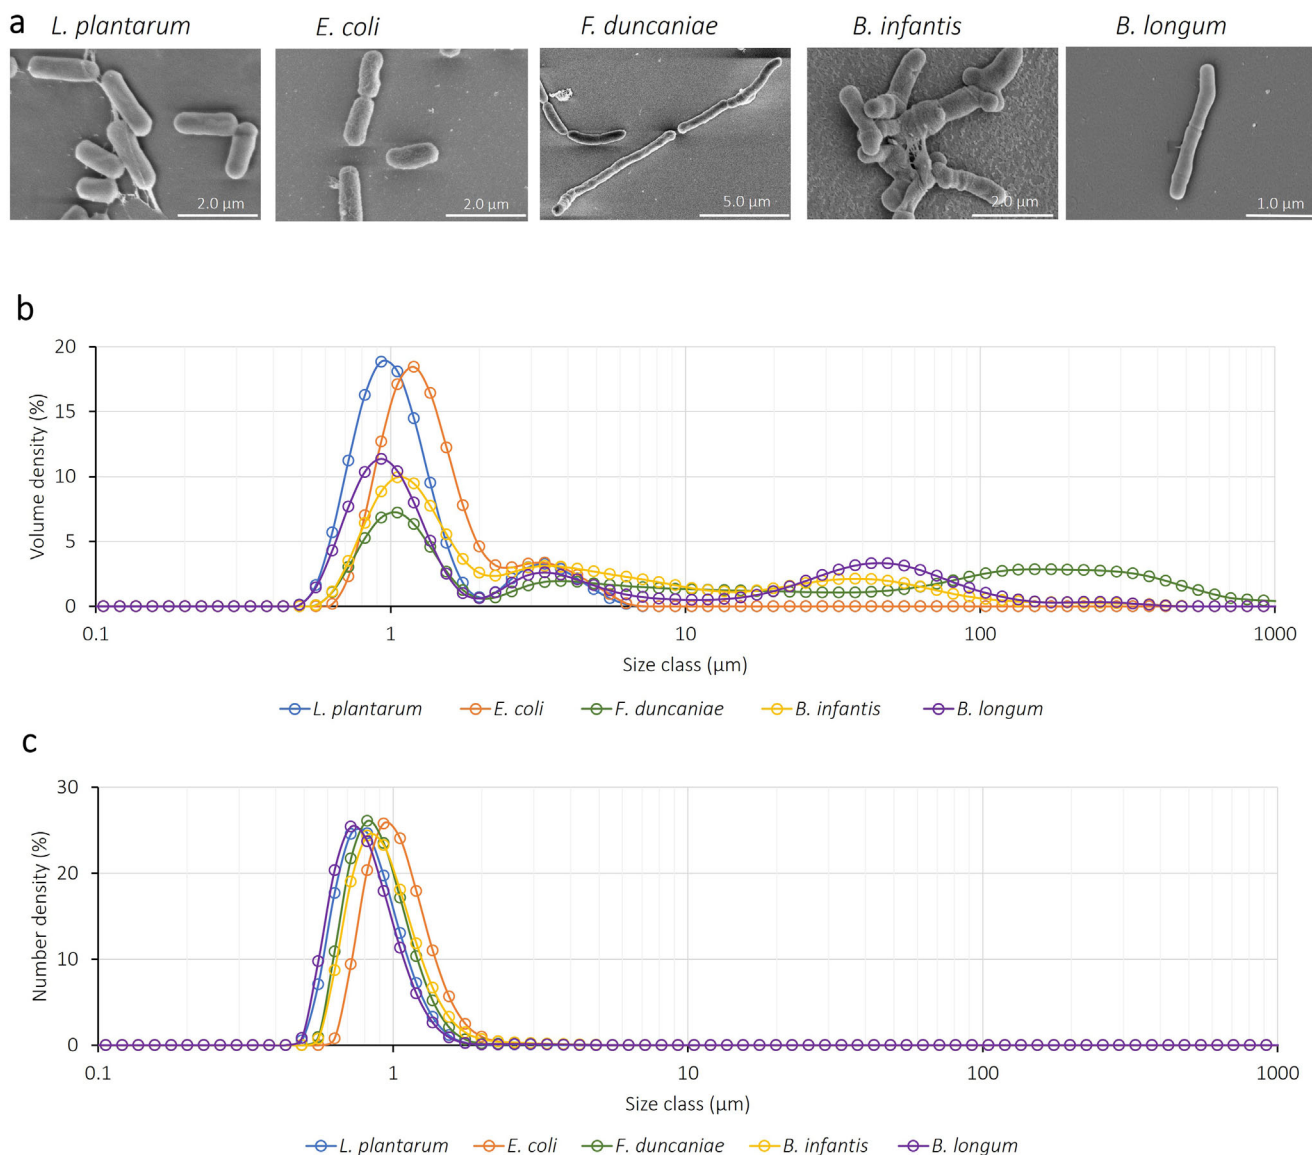 a L. plantarum E. coli F. duncaniae B. infantis B. longum
2.0 μm 2.0 μm 5.0 μm 2.0 μm 1.0 μm
b
20
15
10
5
0
Volume density (%)
0.1 1 10 100 1000
Size class (μm)
L. plantarum E. coli F. duncaniae B. infantis B. longum
c
30
20
10
0
Number density (%)
0.1 1 10 100 1000
Size class (μm)
L. plantarum E. coli F. duncaniae B. infantis B. longum